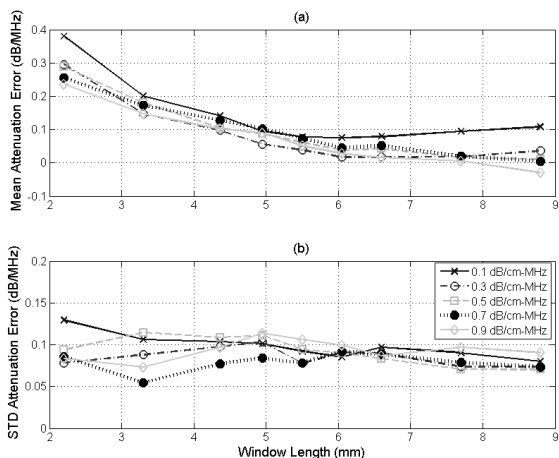 (a)
Mean Attenuation Error (dB/MHz)
0.4
0.3
0.2
0.1
0
-0.1
2 3 4 5 6 7 8 9
(b)
STD Attenuation Error (dB/MHz)
0.2
0.15
0.1
0.05
0
2 3 4 5 6 7 8 9
Window Length (mm)
0.1 dB/cm-MHz
0.3 dB/cm-MHz
0.5 dB/cm-MHz
0.7 dB/cm-MHz
0.9 dB/cm-MHz